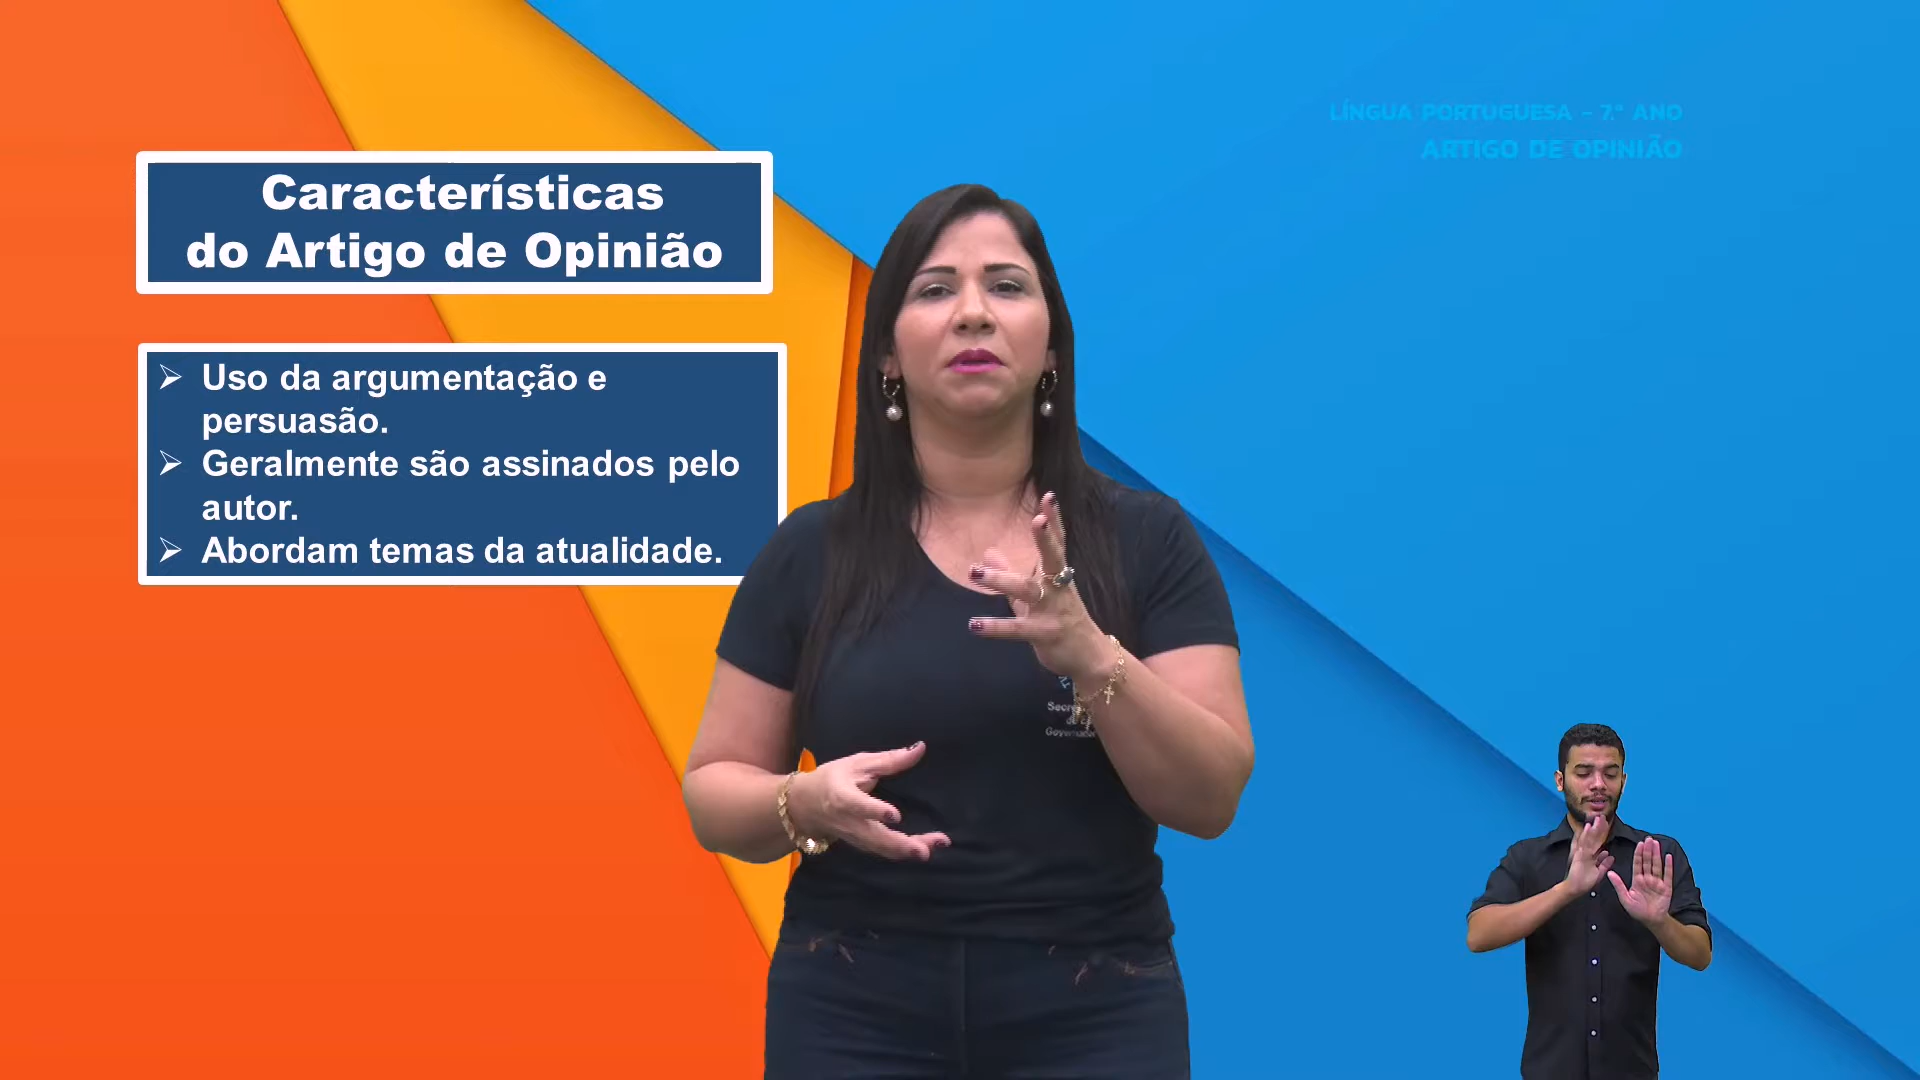 LÍNGUA PORTUGUESA - 7.º ANO
ARTIGO DE OPINIÃO
Características
do Artigo de Opinião
➢ Uso da argumentação e
persuasão.
➢ Geralmente são assinados pelo
autor.
➢ Abordam temas da atualidade.